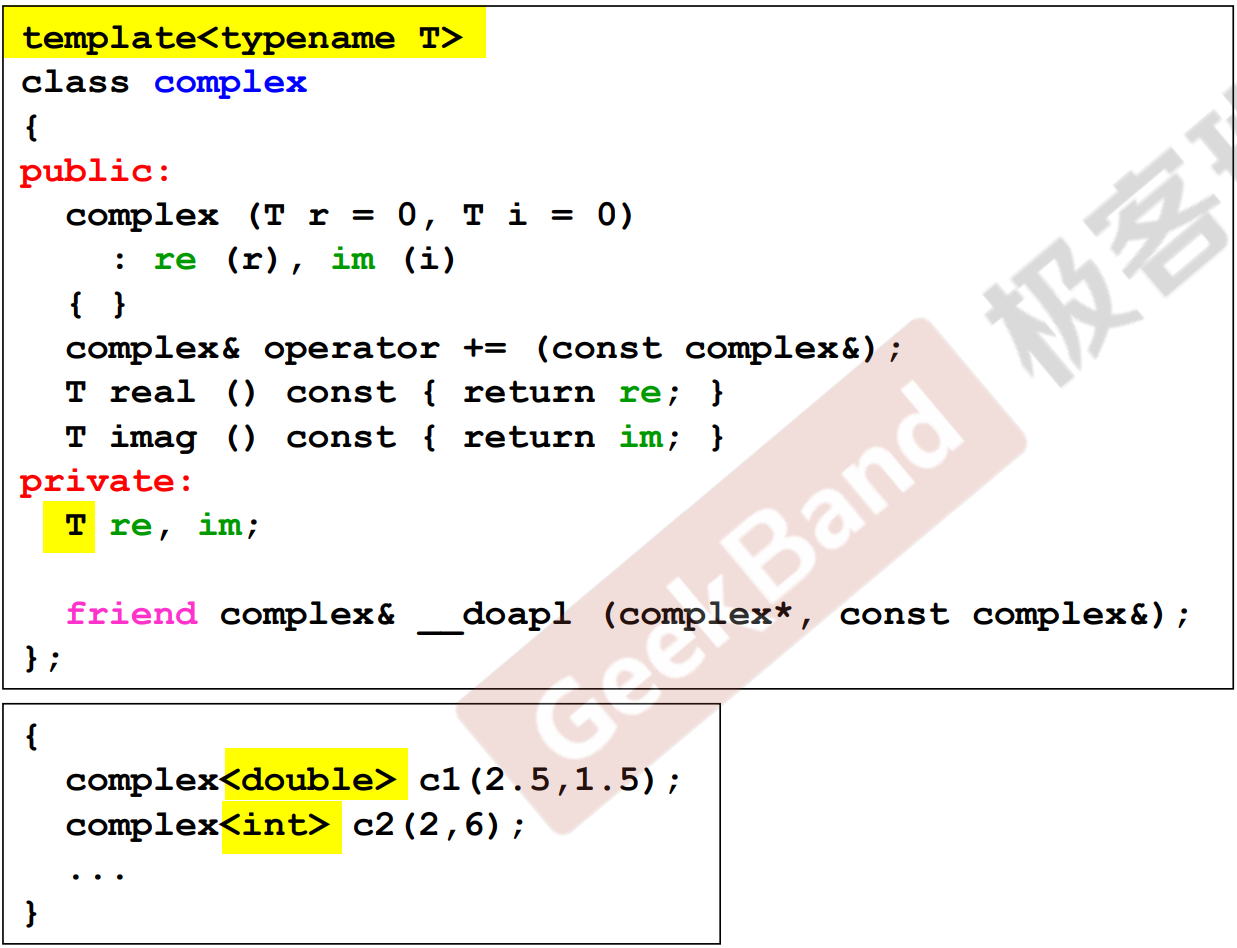 template<typename T>
class complex
{
public:
  complex (T r = 0, T i = 0)
    : re (r), im (i)
  { }
  complex& operator += (const complex&);
  T real () const { return re; }
  T imag () const { return im; }
private:
  T re, im;
  friend complex& __doapl (complex*, const complex&);
};
{
  complex<double> c1(2.5,1.5);
  complex<int> c2(2,6);
  ...
}
GeekBand 极客